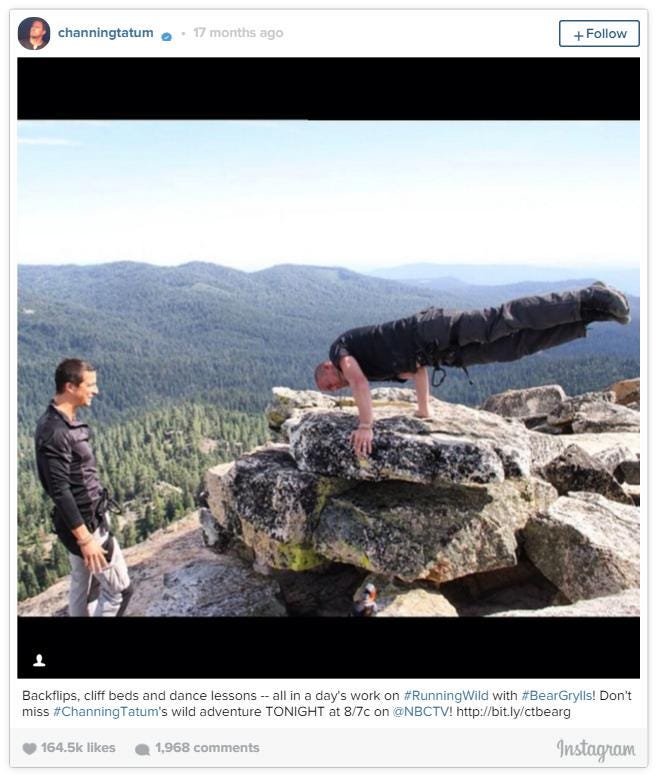 channingtatum • 17 months ago
+ Follow
Backflips, cliff beds and dance lessons -- all in a day's work on #RunningWild with #BearGrylls! Don't
miss #ChanningTatum's wild adventure TONIGHT at 8/7c on @NBCTV! http://bit.ly/ctbearg
164.5k likes 1,968 comments
Instagram